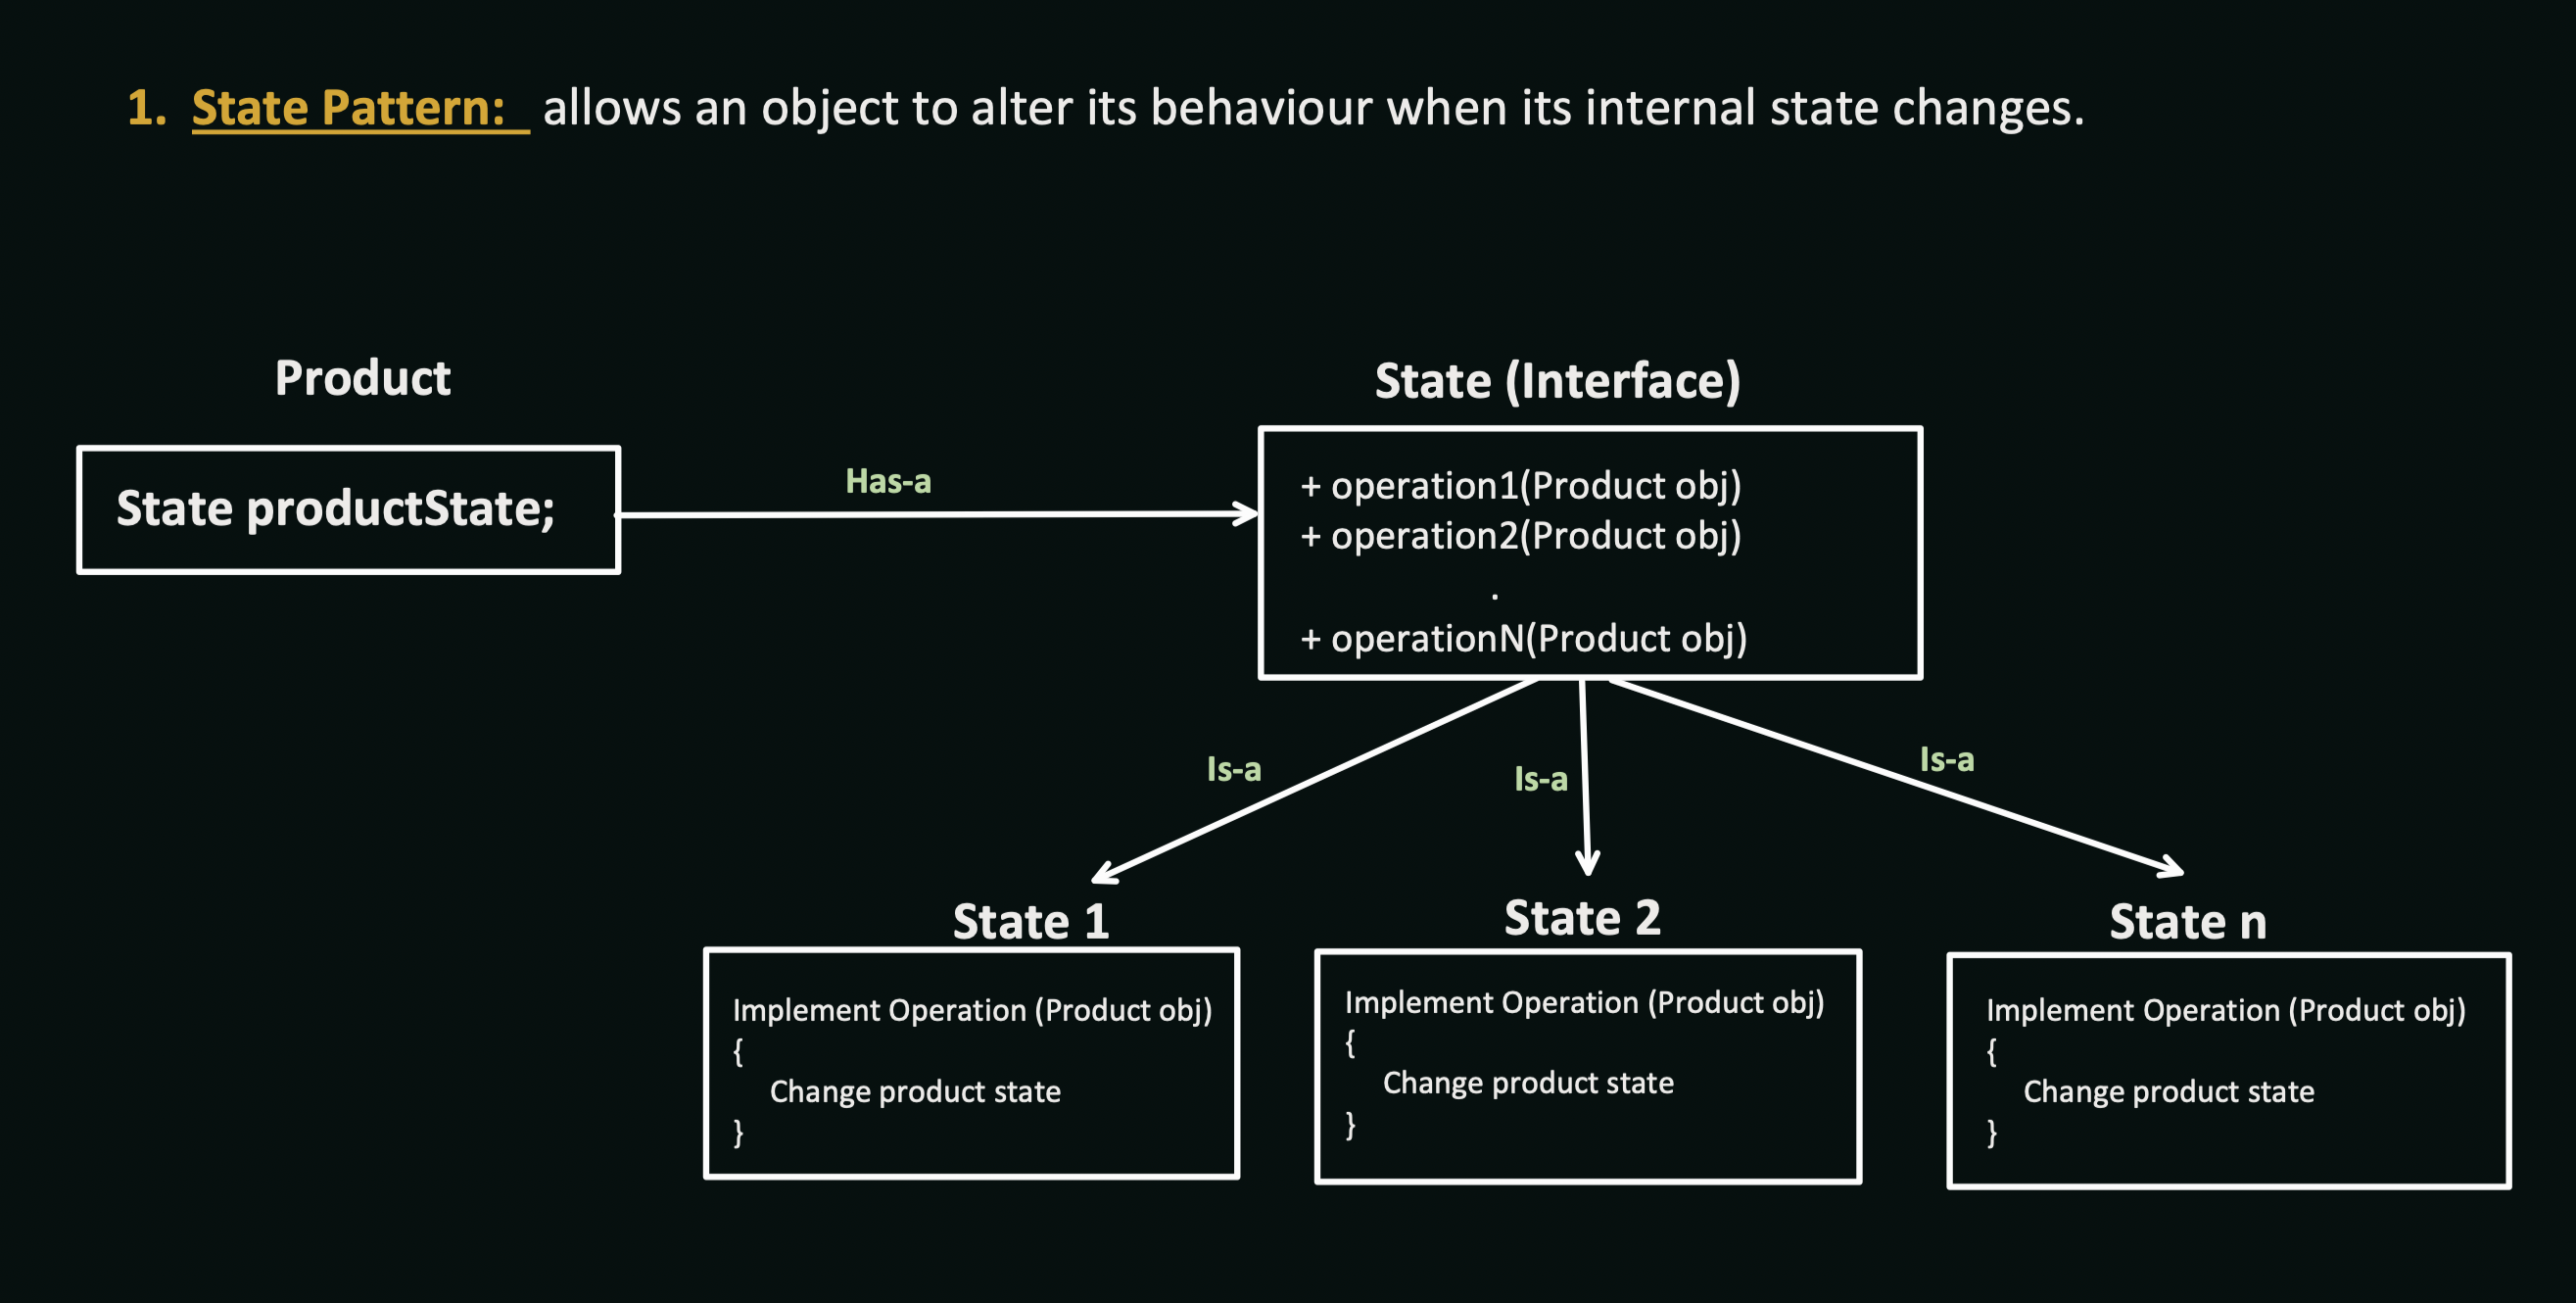 1. State Pattern: allows an object to alter its behaviour when its internal state changes.
Product
State productState;
Has-a
State (Interface)
+ operation1(Product obj)
+ operation2(Product obj)
.
+ operationN(Product obj)
Is-a
Is-a
Is-a
State 1
Implement Operation (Product obj)
{
Change product state
}
State 2
Implement Operation (Product obj)
{
Change product state
}
State n
Implement Operation (Product obj)
{
Change product state
}